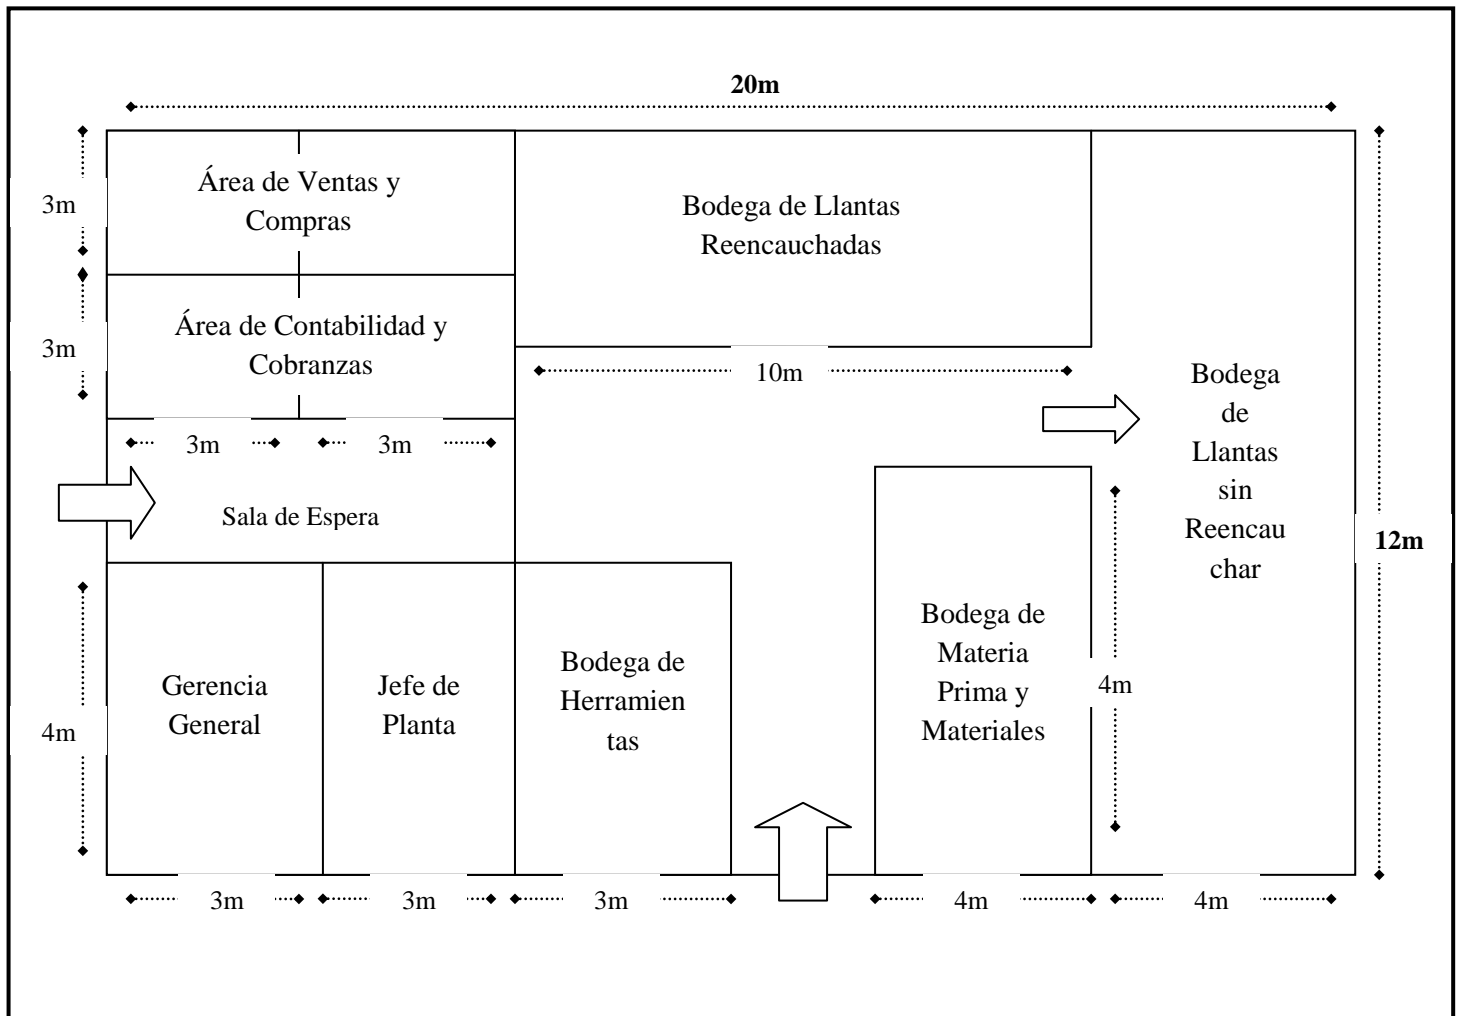 20m
Área de Ventas y
Compras
3m
Bodega de Llantas
Reencauchadas
Área de Contabilidad y
Cobranzas
3m
10m
3m
3m
Bodega
de
Llantas
sin
Reencau
char
Sala de Espera
12m
Gerencia
General
4m
Jefe de
Planta
Bodega de
Herramien
tas
Bodega de
Materia
Prima y
Materiales
4m
3m
3m
3m
4m
4m